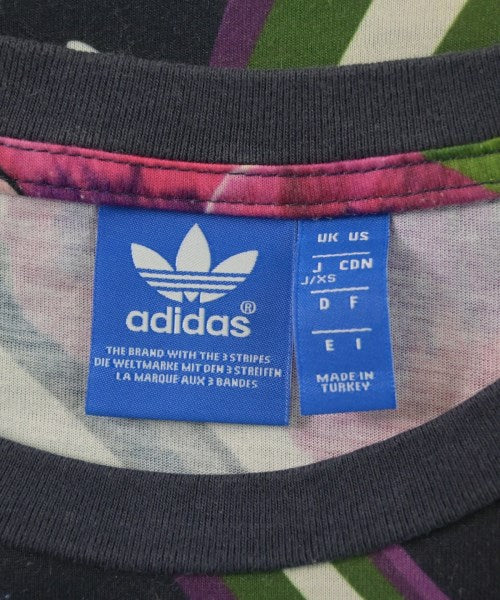 adidas®
THE BRAND WITH THE 3 STRIPES
DIE WELTMARKE MIT DEN 3 STREIFEN
LA MARQUE AUX 3 BANDES
UK US
J CDN
J/XS
D F
E I
MADE IN
TURKEY